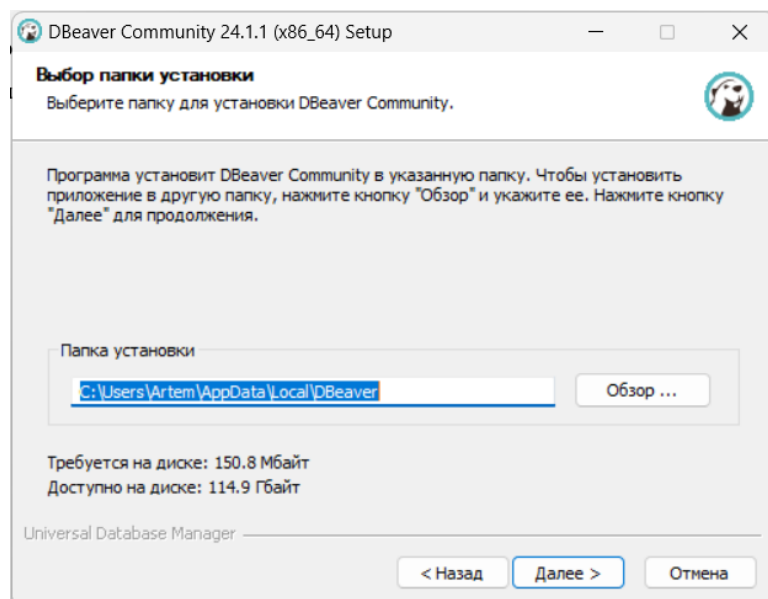 DBeaver Community 24.1.1 (x86_64) Setup
Выбор папки установки
Выберите папку для установки DBeaver Community.
Программа установит DBeaver Community в указанную папку. Чтобы установить
приложение в другую папку, нажмите кнопку "Обзор" и укажите ее. Нажмите кнопку
"Далее" для продолжения.
Папка установки
C:\Users\Artem\AppData\Local\DBeaver
Обзор ...
Требуется на диске: 150.8 Мбайт
Доступно на диске: 114.9 Гбайт
Universal Database Manager
< Назад
Далее >
Отмена